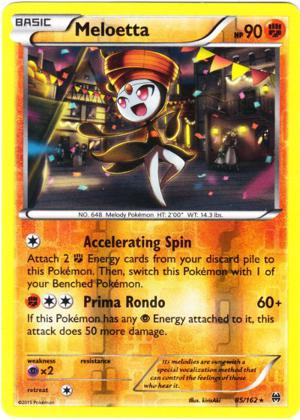 BASIC
Meloetta
HP 90
NO. 648 Melody Pokémon HT: 2'00" WT: 14.3 lbs.
Accelerating Spin
Attach 2 Energy cards from your discard pile to
this Pokémon. Then, switch this Pokémon with 1 of
your Benched Pokémon.
Prima Rondo 60+
If this Pokémon has any Energy attached to it, this
attack does 50 more damage.
weakness
resistance
×2
retreat
Its melodies are sung with a
special vocalization method that
can control the feelings of those
who hear it.
Illus. kirisAki
85/162 ★
©2015 Pokémon